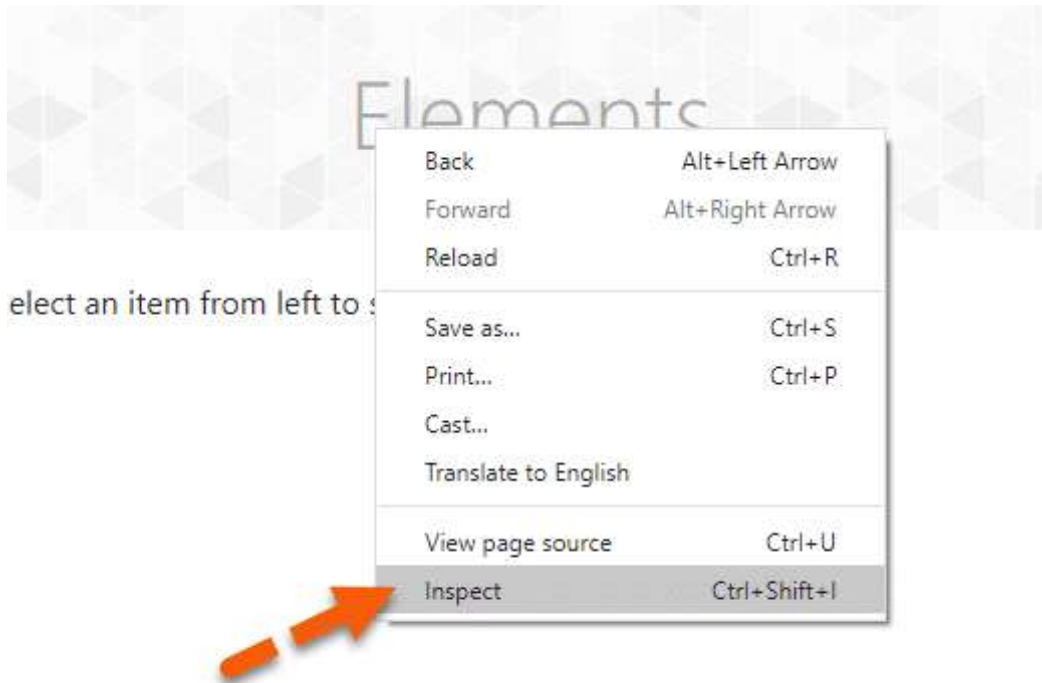 Elements
Back Alt+Left Arrow
Forward Alt+Right Arrow
Reload Ctrl+R
elect an item from left to
Save as... Ctrl+S
Print... Ctrl+P
Cast...
Translate to English
View page source Ctrl+U
Inspect Ctrl+Shift+I